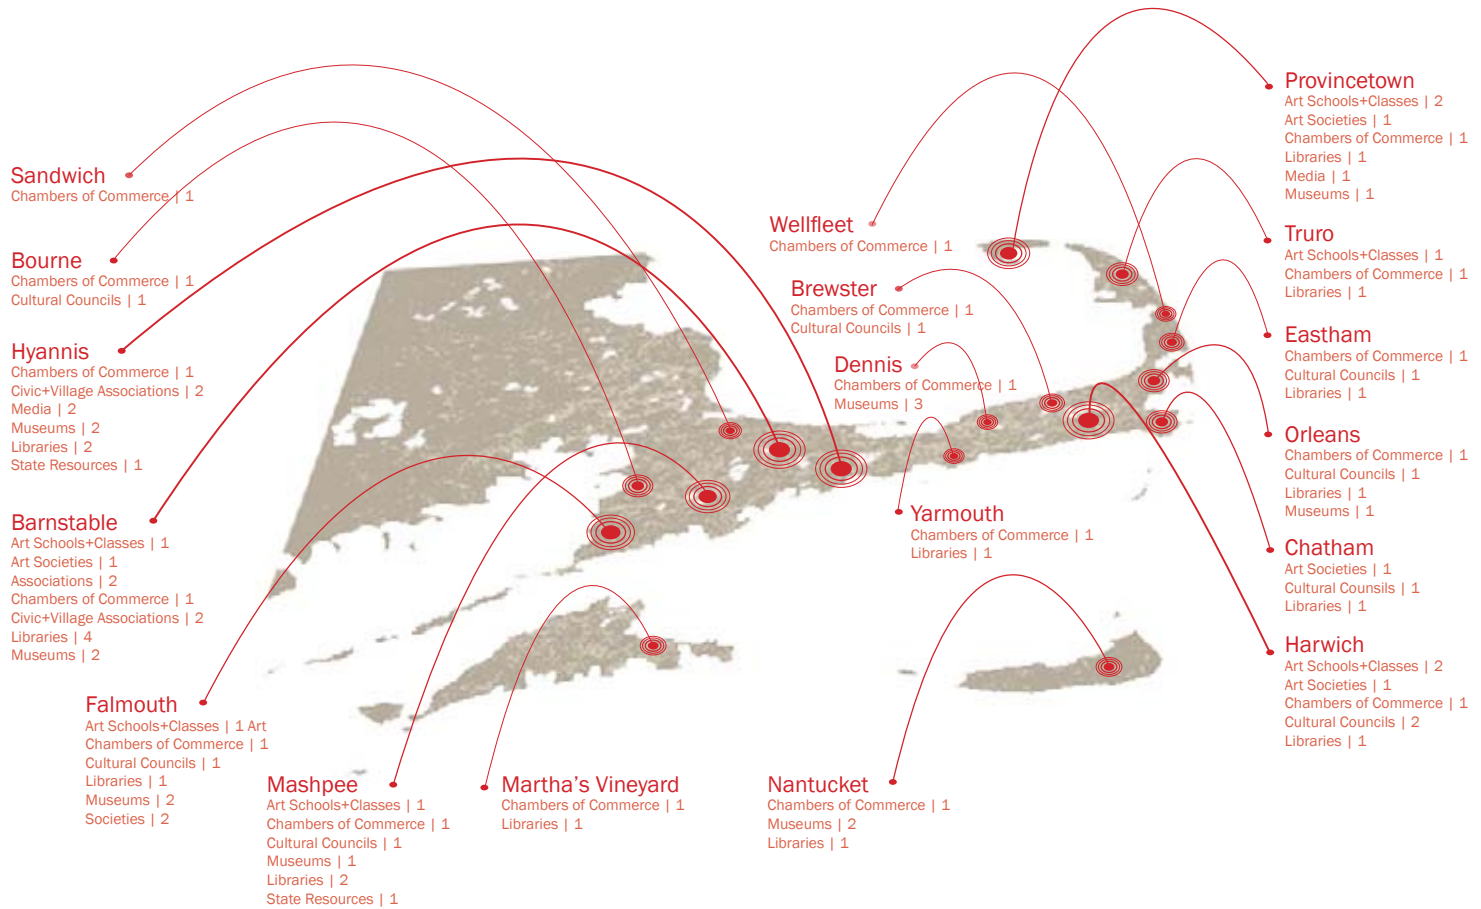 Sandwich
Chambers of Commerce | 1
Bourne
Chambers of Commerce | 1
Cultural Councils | 1
Hyannis
Chambers of Commerce | 1
Civic+Village Associations | 2
Media | 2
Museums | 2
Libraries | 2
State Resources | 1
Barnstable
Art Schools+Classes | 1
Art Societies | 1
Associations | 2
Chambers of Commerce | 1
Civic+Village Associations | 2
Libraries | 4
Museums | 2
Falmouth
Art Schools+Classes | 1 Art
Chambers of Commerce | 1
Cultural Councils | 1
Libraries | 1
Museums | 2
Societies | 2
Mashpee
Art Schools+Classes | 1
Chambers of Commerce | 1
Cultural Councils | 1
Museums | 1
Libraries | 2
State Resources | 1
Martha's Vineyard
Chambers of Commerce | 1
Libraries | 1
Nantucket
Chambers of Commerce | 1
Museums | 2
Libraries | 1
Wellfleet
Chambers of Commerce | 1
Brewster
Chambers of Commerce | 1
Cultural Councils | 1
Dennis
Chambers of Commerce | 1
Museums | 3
Yarmouth
Chambers of Commerce | 1
Libraries | 1
Provincetown
Art Schools+Classes | 2
Art Societies | 1
Chambers of Commerce | 1
Libraries | 1
Media | 1
Museums | 1
Truro
Art Schools+Classes | 1
Chambers of Commerce | 1
Libraries | 1
Eastham
Chambers of Commerce | 1
Cultural Councils | 1
Libraries | 1
Orleans
Chambers of Commerce | 1
Cultural Councils | 1
Libraries | 1
Museums | 1
Chatham
Art Societies | 1
Cultural Counsils | 1
Libraries | 1
Harwich
Art Schools+Classes | 2
Art Societies | 1
Chambers of Commerce | 1
Cultural Councils | 2
Libraries | 1